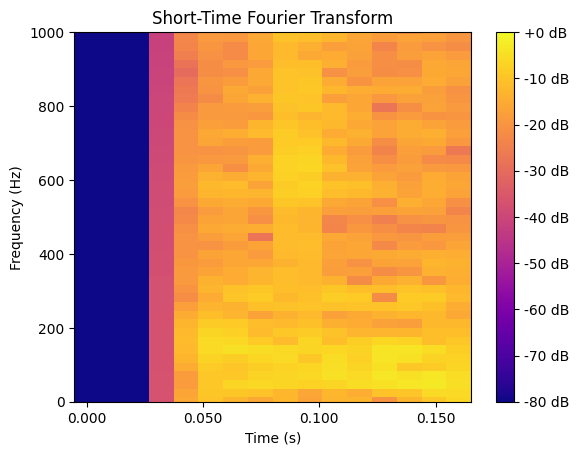 Short-Time Fourier Transform
1000
800
600
400
200
0
Frequency (Hz)
0.000
0.050
0.100
0.150
Time (s)
+0 dB
-10 dB
-20 dB
-30 dB
-40 dB
-50 dB
-60 dB
-70 dB
-80 dB